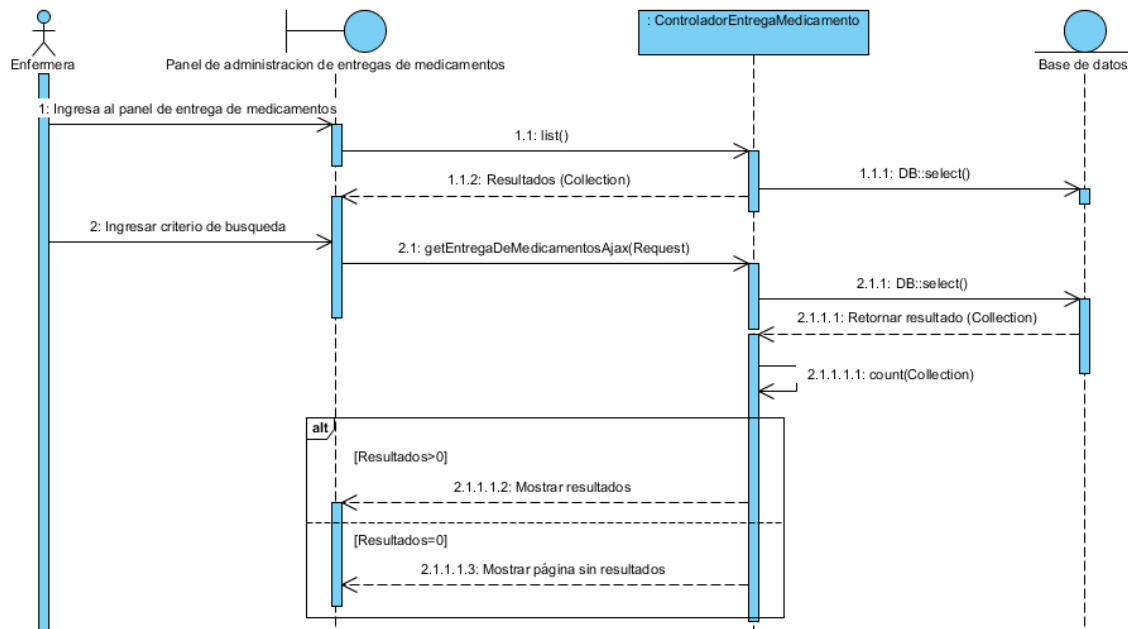 : ControladorEntregaMedicamento
Enfermera
Panel de administracion de entregas de medicamentos
Base de datos
1: Ingresa al panel de entrega de medicamentos
1.1: list()
1.1.1: DB::select()
1.1.2: Resultados (Collection)
2: Ingresar criterio de busqueda
2.1: getEntregaDeMedicamentosAjax(Request)
2.1.1: DB::select()
2.1.1.1: Retornar resultado (Collection)
2.1.1.1.1: count(Collection)
alt
[Resultados>0]
2.1.1.1.2: Mostrar resultados
[Resultados=0]
2.1.1.1.3: Mostrar página sin resultados